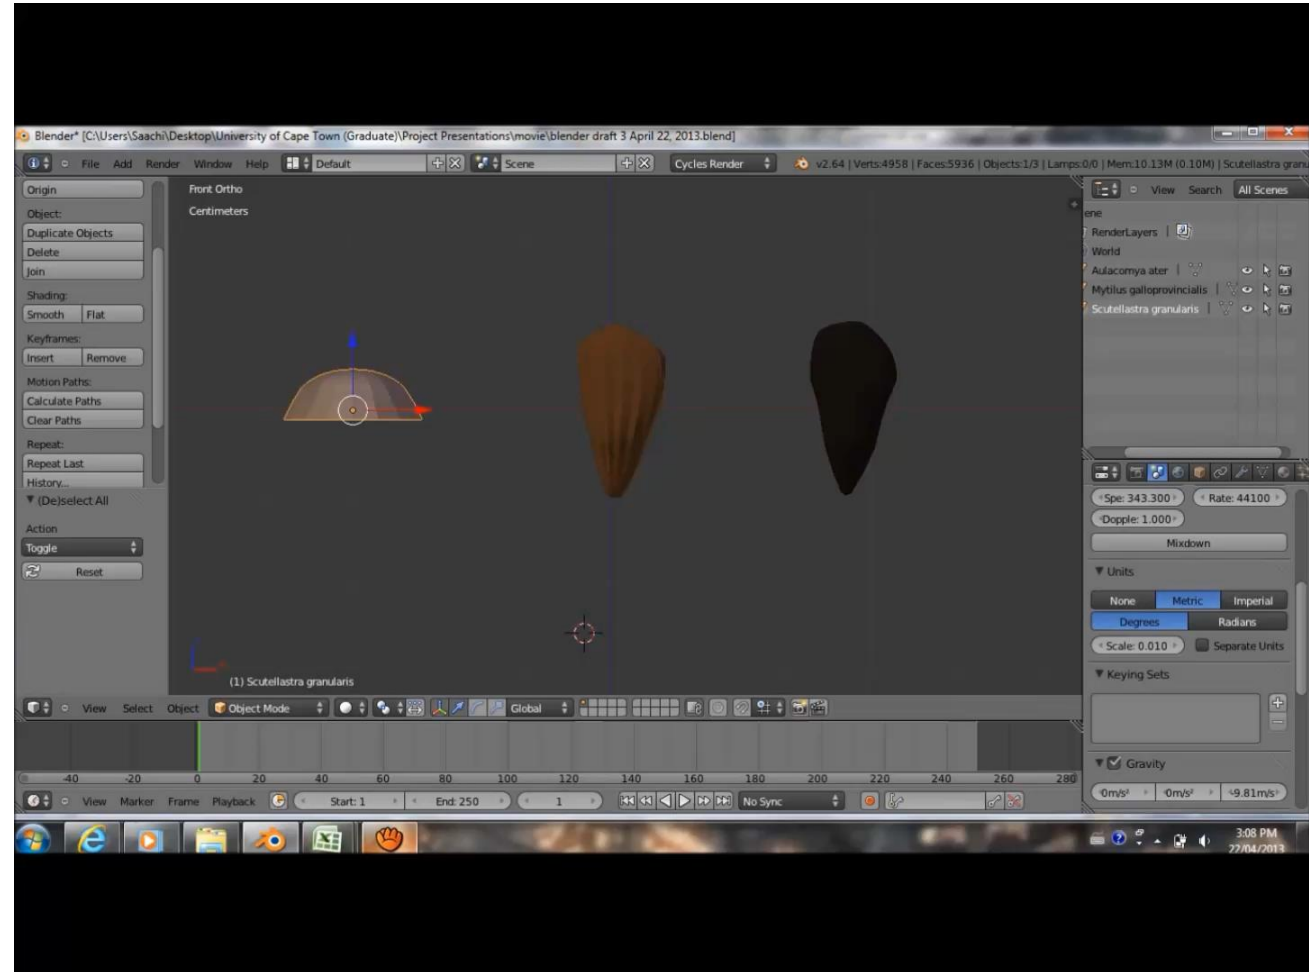 Blender* [C:\Users\Saachi\Desktop\University of Cape Town (Graduate)\Project Presentations\movie\blender draft 3 April 22, 2013.blend]
File Add Render Window Help Default Scene Cycles Render v2.64 | Verts:4958 | Faces:5936 | Objects:1/3 | Lamps:0/0 | Mem:10.13M (0.10M) | Scutellastra granu
Origin
Object:
Duplicate Objects
Delete
Join
Shading:
Smooth Flat
Keyframes:
Insert Remove
Motion Paths:
Calculate Paths
Clear Paths
Repeat:
Repeat Last
History...
(De)select All
Action
Toggle
Reset
Front Ortho
Centimeters
(1) Scutellastra granularis
View Search All Scenes
ene
RenderLayers |
World
Aulacomya ater |
Mytilus galloprovincialis |
Scutellastra granularis |
Spe: 343.300 Rate: 44100
Dopple: 1.000
Mixdown
Units
None Metric Imperial
Degrees Radians
Scale: 0.010 Separate Units
Keying Sets
Gravity
0m/s² 0m/s² -9.81m/s²
View Select Object Object Mode Global
-40 -20 0 20 40 60 80 100 120 140 160 180 200 220 240 260 280
View Marker Frame Playback Start: 1 End: 250 1 No Sync
3:08 PM
22/04/2013